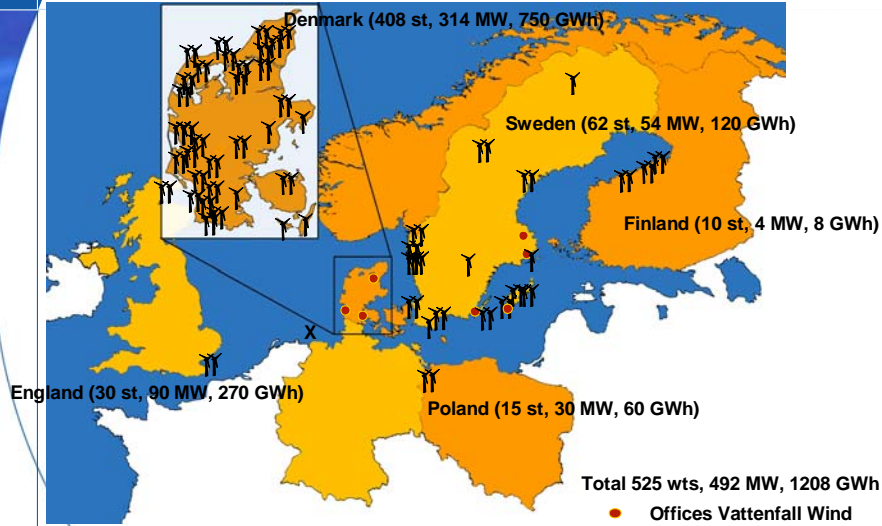 Denmark (408 st, 314 MW, 750 GWh)
Sweden (62 st, 54 MW, 120 GWh)
Finland (10 st, 4 MW, 8 GWh)
X
England (30 st, 90 MW, 270 GWh)
Poland (15 st, 30 MW, 60 GWh)
Total 525 wts, 492 MW, 1208 GWh
Offices Vattenfall Wind